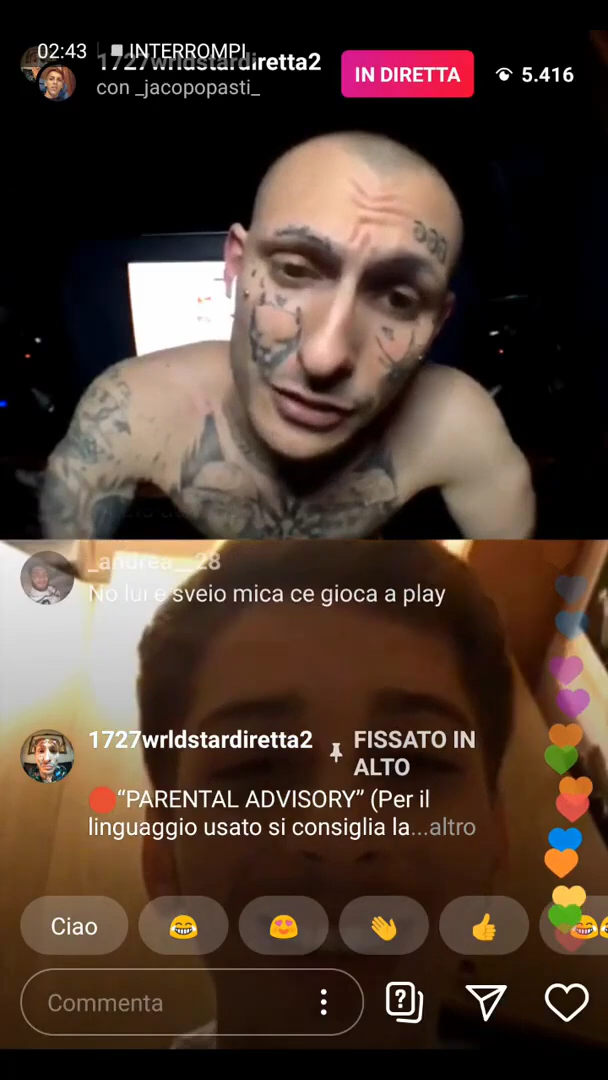 02:43 INTERROMPI
1727wrldstardiretta2
con _jacopopasti_
IN DIRETTA
5.416
666
_andrea__28
No lui e sveio mica ce gioca a play
1727wrldstardiretta2
FISSATO IN
ALTO
🔴“PARENTAL ADVISORY” (Per il
linguaggio usato si consiglia la...altro
Ciao
Commenta